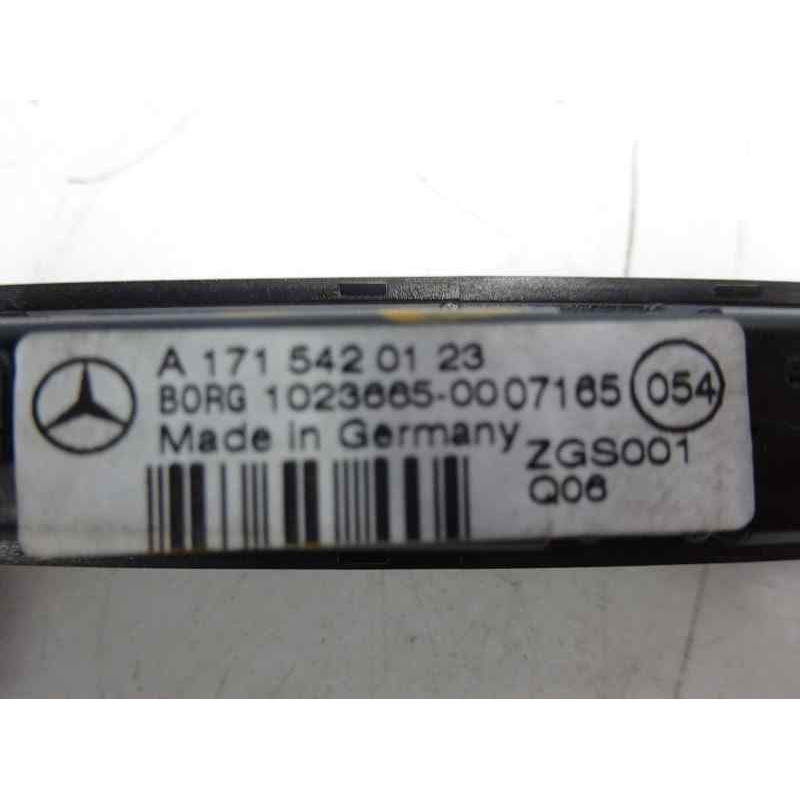 A 171 542 01 23
BORG 1023665-0007165 054
Made in Germany ZGS001
Q06